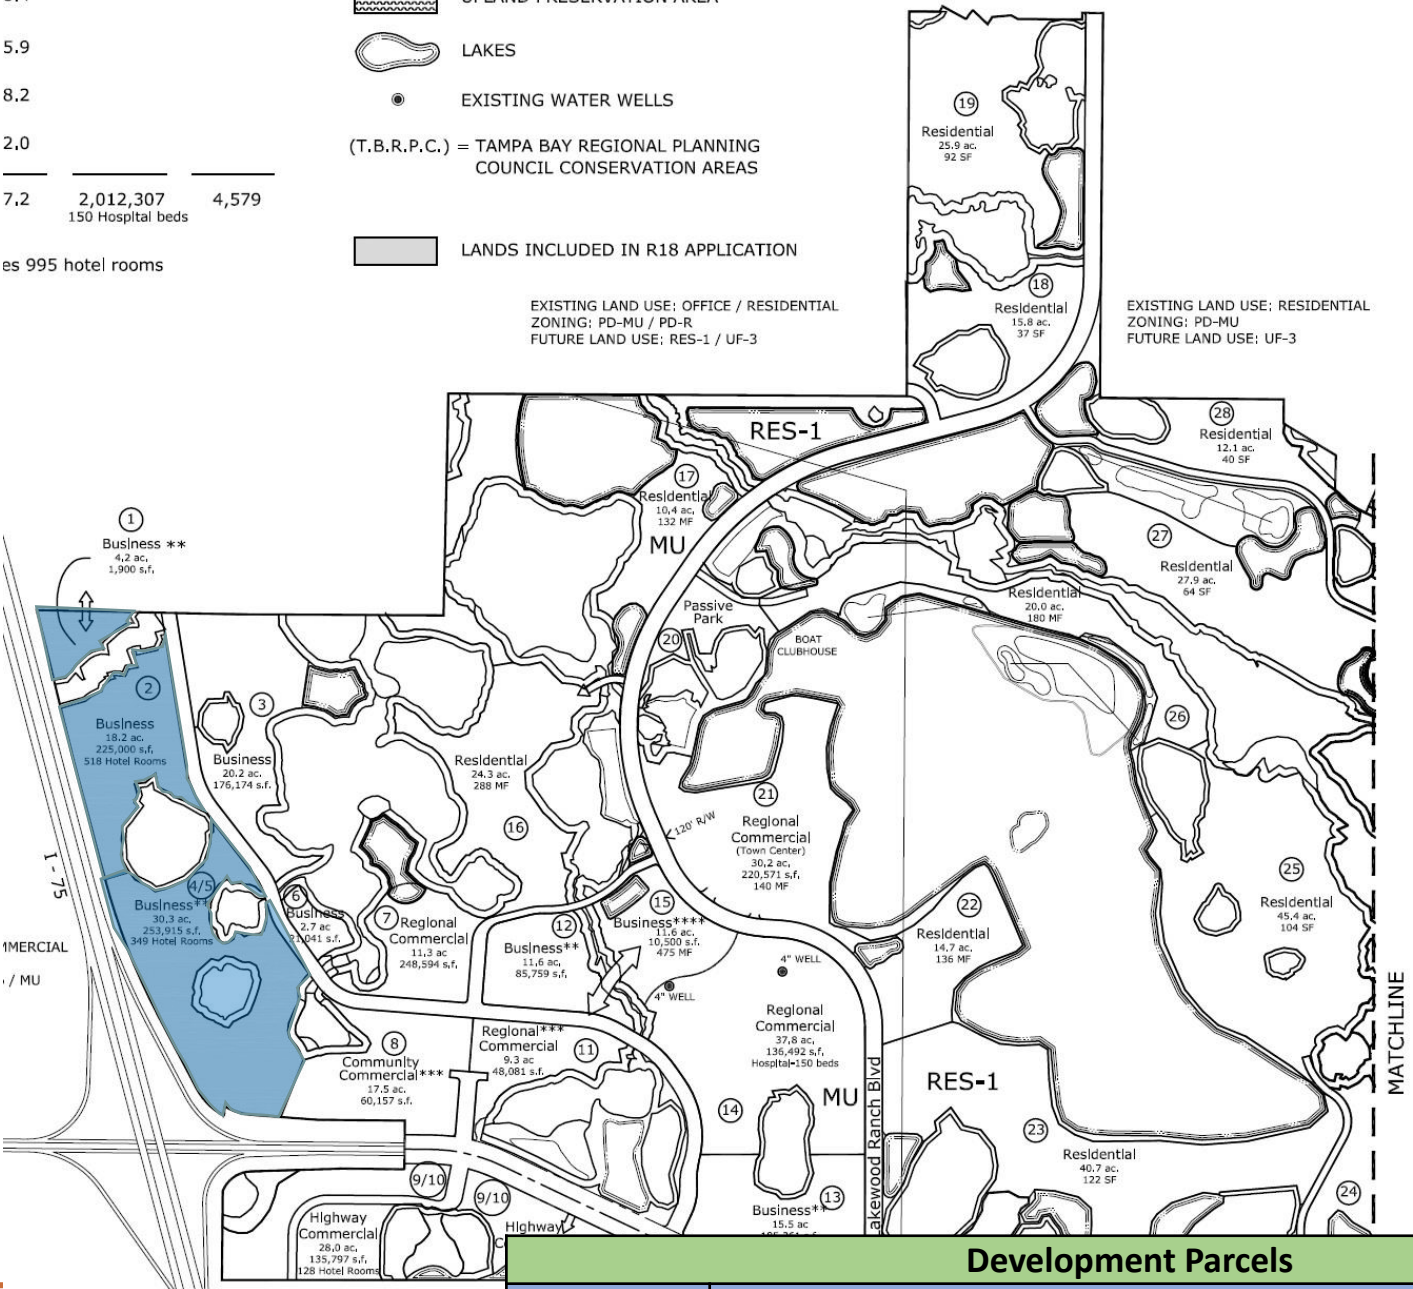 5.9
8.2
2.0
7.2 2,012,307 4,579
150 Hospital beds
es 995 hotel rooms
UPLAND PRESERVATION AREA
LAKES
EXISTING WATER WELLS
(T.B.R.P.C.) = TAMPA BAY REGIONAL PLANNING
COUNCIL CONSERVATION AREAS
LANDS INCLUDED IN R18 APPLICATION
EXISTING LAND USE: OFFICE / RESIDENTIAL
ZONING: PD-MU / PD-R
FUTURE LAND USE: RES-1 / UF-3
EXISTING LAND USE: RESIDENTIAL
ZONING: PD-MU
FUTURE LAND USE: UF-3
19
Residential
25.9 ac.
92 SF
18
Residential
15.8 ac.
37 SF
28
Residential
12.1 ac.
40 SF
RES-1
17
Residential
10.4 ac.
132 MF
MU
1
Business **
4.2 ac.
1,900 s.f.
27
Residential
27.9 ac.
64 SF
Residential
20.0 ac.
180 MF
26
Passive
Park
20
BOAT
CLUBHOUSE
2
Business
18.2 ac.
225,000 s.f.
518 Hotel Rooms
3
Business
20.2 ac.
176,174 s.f.
Residential
24.3 ac.
288 MF
16
120' R/W
21
Regional
Commercial
(Town Center)
30.2 ac.
220,571 s.f.
140 MF
I - 75
4/5
Business**
30.3 ac.
253,915 s.f.
349 Hotel Rooms
6
Business
2.7 ac
21,041 s.f.
7
Regional
Commercial
11.3 ac
248,594 s.f.
12
Business**
11.6 ac.
85,759 s.f.
15
Business****
11.6 ac.
10,500 s.f.
475 MF
22
Residential
14.7 ac.
136 MF
25
Residential
45.4 ac.
104 SF
MMERCIAL
/ MU
4" WELL
4" WELL
8
Community
Commercial***
17.5 ac.
60,157 s.f.
Regional***
Commercial
9.3 ac
48,081 s.f.
11
Regional
Commercial
37.8 ac.
136,492 s.f.
Hospital-150 beds
14
MU
Lakewood Ranch Blvd
RES-1
MATCHLINE
23
Residential
40.7 ac.
122 SF
24
9/10
9/10
Highway
Commercial
28.0 ac.
135,797 s.f.
128 Hotel Rooms
Highway
13
Business**
15.5 ac
Development Parcels